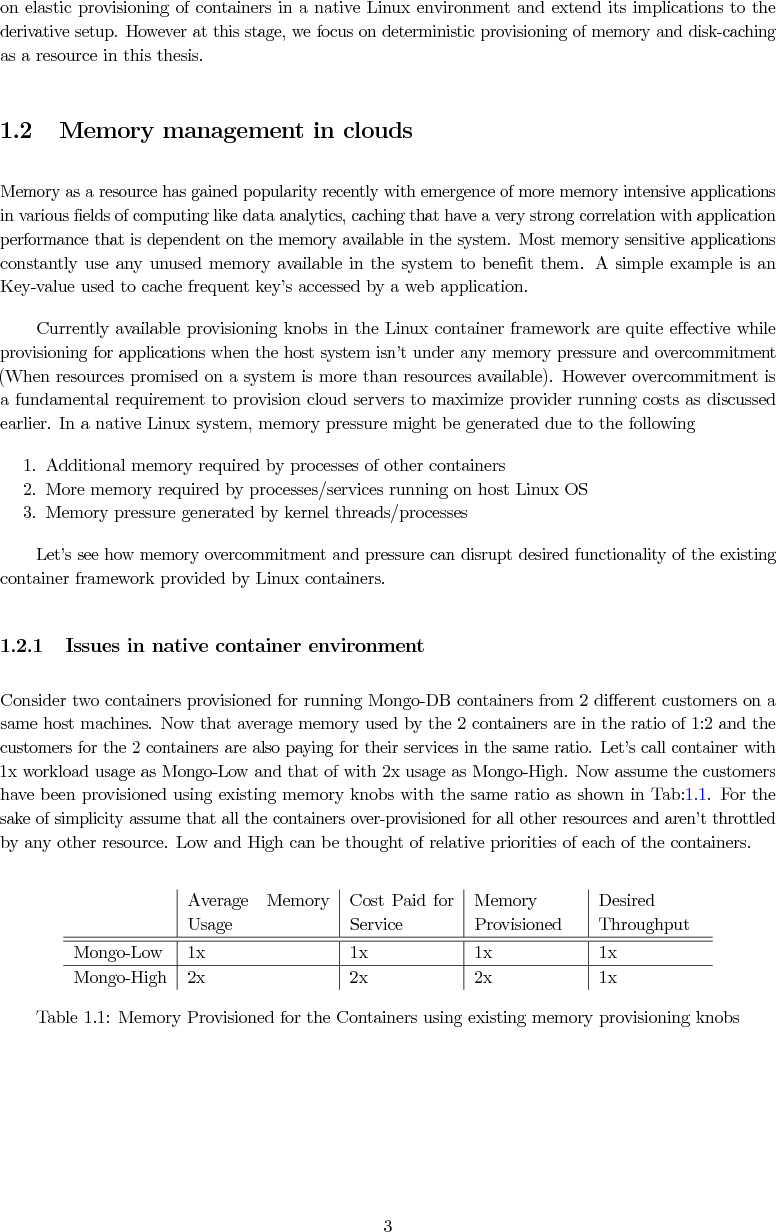 on elastic provisioning of containers in a native Linux environment and extend its implications to the
derivative setup. However at this stage, we focus on deterministic provisioning of memory and disk-caching
as a resource in this thesis.
1.2 Memory management in clouds
Memory as a resource has gained popularity recently with emergence of more memory intensive applications
in various fields of computing like data analytics, caching that have a very strong correlation with application
performance that is dependent on the memory available in the system. Most memory sensitive applications
constantly use any unused memory available in the system to benefit them. A simple example is an
Key-value used to cache frequent key's accessed by a web application.
Currently available provisioning knobs in the Linux container framework are quite effective while
provisioning for applications when the host system isn't under any memory pressure and overcommitment
(When resources promised on a system is more than resources available). However overcommitment is
a fundamental requirement to provision cloud servers to maximize provider running costs as discussed
earlier. In a native Linux system, memory pressure might be generated due to the following
1. Additional memory required by processes of other containers
2. More memory required by processes/services running on host Linux OS
3. Memory pressure generated by kernel threads/processes
Let's see how memory overcommitment and pressure can disrupt desired functionality of the existing
container framework provided by Linux containers.
1.2.1 Issues in native container environment
Consider two containers provisioned for running Mongo-DB containers from 2 different customers on a
same host machines. Now that average memory used by the 2 containers are in the ratio of 1:2 and the
customers for the 2 containers are also paying for their services in the same ratio. Let's call container with
1x workload usage as Mongo-Low and that of with 2x usage as Mongo-High. Now assume the customers
have been provisioned using existing memory knobs with the same ratio as shown in Tab:1.1. For the
sake of simplicity assume that all the containers over-provisioned for all other resources and aren't throttled
by any other resource. Low and High can be thought of relative priorities of each of the containers.
Average Memory Cost Paid for Memory Desired
Usage Service Provisioned Throughput
Mongo-Low 1x 1x 1x 1x
Mongo-High 2x 2x 2x 1x
Table 1.1: Memory Provisioned for the Containers using existing memory provisioning knobs
3